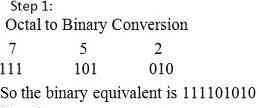 Step 1:
Octal to Binary Conversion
7 5 2
111 101 010
So the binary equivalent is 111101010